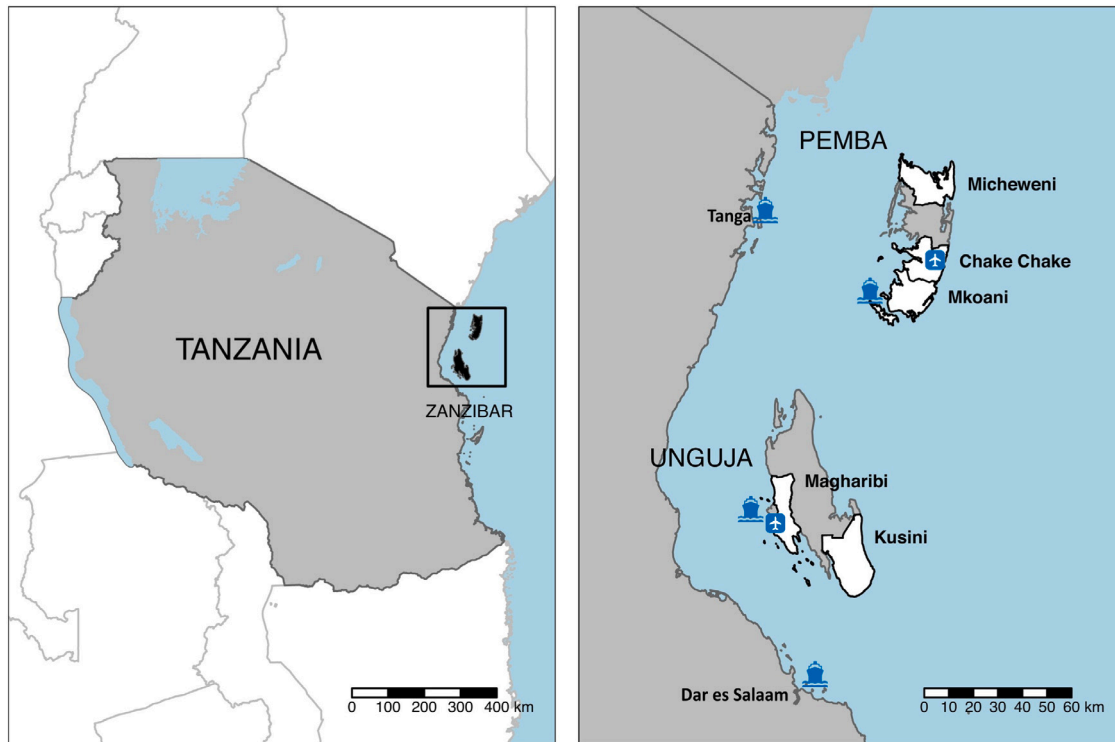 TANZANIA
ZANZIBAR
0 100 200 300 400 km
PEMBA
Micheweni
Tanga
Chake Chake
Mkoani
UNGUJA
Magharibi
Kusini
Dar es Salaam
0 10 20 30 40 50 60 km